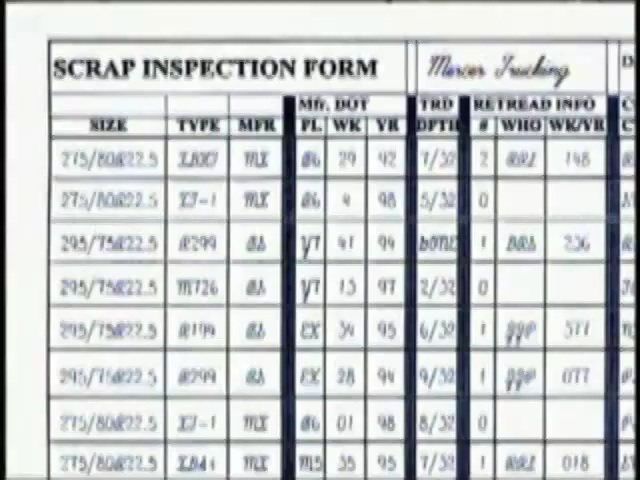 SCRAP INSPECTION FORM Mercer Trucking D
Mfr. DOT TRD RETREAD INFO C
SIZE TYPE MFR PL WK YR DPTH # WHO WK/YR
275/80R22.5 MX 29 92 7/32 2 148
275/80R22.5 XZ-1 MX 4 98 5/32 0
295/75R22.5 R299 BS Y7 41 94 1 236
295/75R22.5 M726 BS Y7 13 97 2/32 0
295/75R22.5 R199 BS EX 34 95 6/32 1 377
295/75R22.5 R299 BS EX 28 94 9/32 1 077
275/80R22.5 XZ-1 MX 01 98 8/32 0
275/80R22.5 MX M5 35 95 7/32 1 018